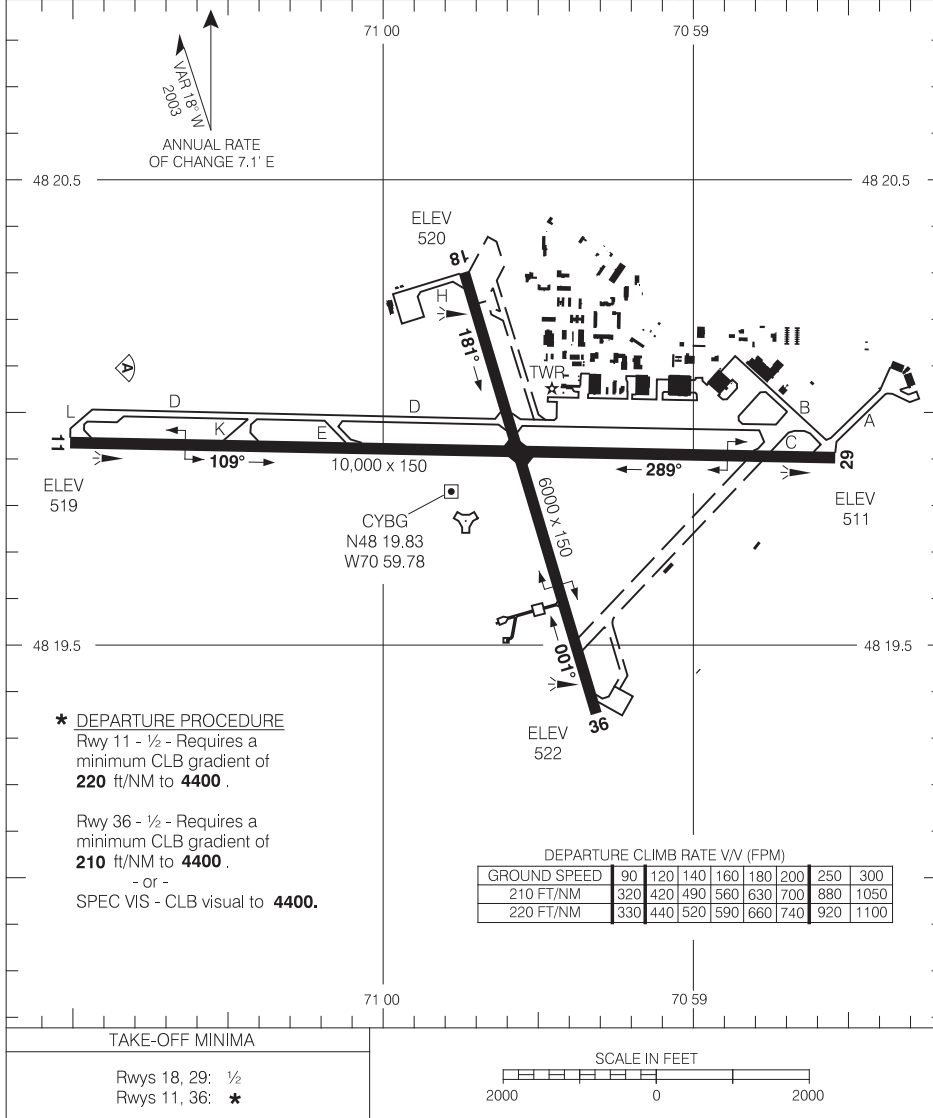 71 00
70 59
VAR 18° W
2003
ANNUAL RATE
OF CHANGE 7.1' E
48 20.5
48 20.5
ELEV
520
18
H
181°
A
TWR
D
D
L
K
E
B
A
C
11
29
109°
10,000 x 150
289°
ELEV
519
ELEV
511
6000 x 150
CYBG
N48 19.83
W70 59.78
48 19.5
48 19.5
001°
36
ELEV
522
* DEPARTURE PROCEDURE
Rwy 11 - ½ - Requires a
minimum CLB gradient of
220 ft/NM to 4400 .
Rwy 36 - ½ - Requires a
minimum CLB gradient of
210 ft/NM to 4400 .
- or -
SPEC VIS - CLB visual to 4400.
DEPARTURE CLIMB RATE V/V (FPM)
GROUND SPEED 90 120 140 160 180 200 250 300
210 FT/NM 320 420 490 560 630 700 880 1050
220 FT/NM 330 440 520 590 660 740 920 1100
71 00
70 59
TAKE-OFF MINIMA
Rwys 18, 29: ½
Rwys 11, 36: *
SCALE IN FEET
2000 0 2000